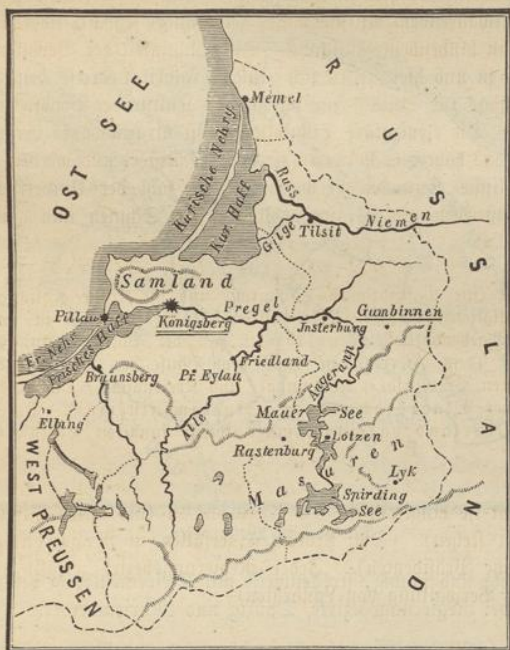 OST SEE
RUSSLAND
Memel
Kurische Nehrg.
Kur. Haff
Russ
Gilge
Tilsit
Niemen
Samland
Pillau
Königsberg
Pregel
Insterburg
Gumbinnen
Fr. Nehr.
Frisches Haff
Braunsberg
Pr. Eylau
Friedland
Angerapp
Elbing
Alle
Mauer See
Lotzen
Rastenburg
Masuren
Lyk
Spirding
See
WEST PREUSSEN